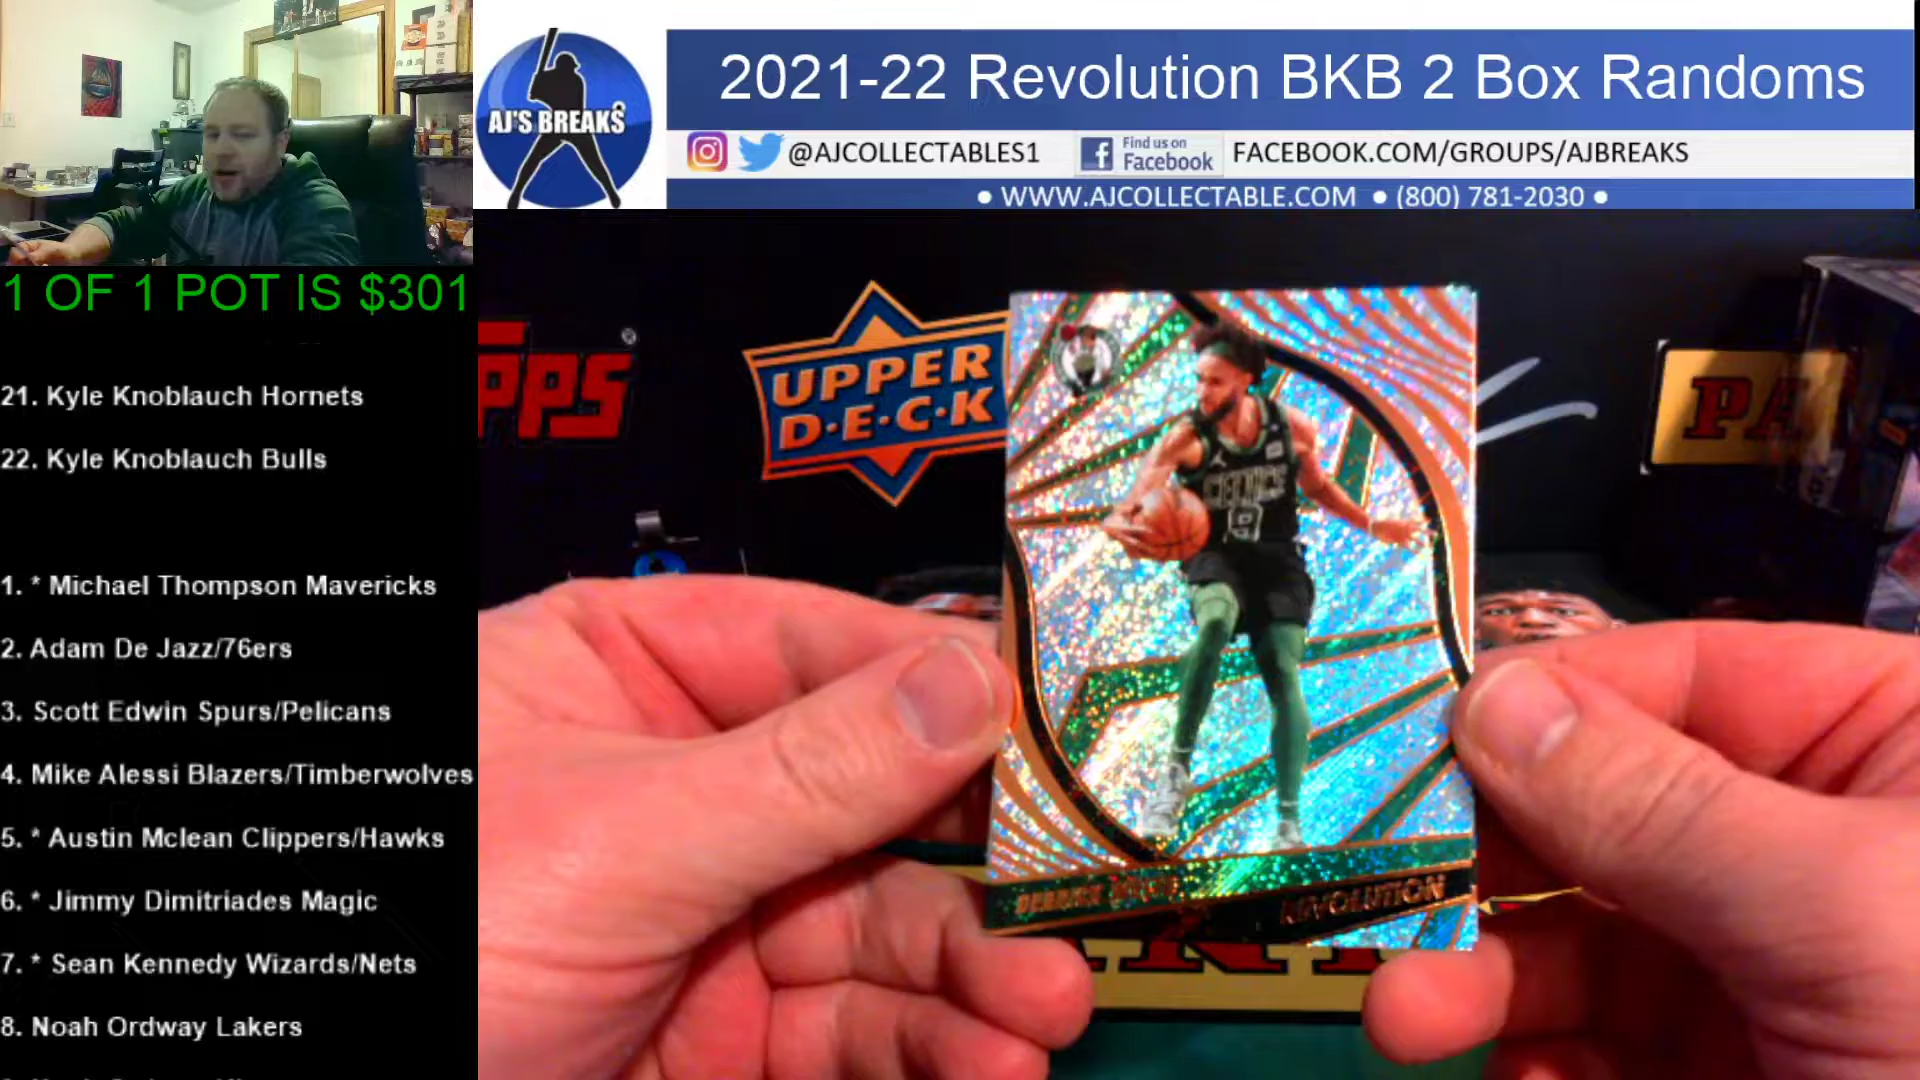 2021-22 Revolution BKB 2 Box Randoms
AJ'S BREAKS
@AJCOLLECTABLES1
Find us on
Facebook
FACEBOOK.COM/GROUPS/AJBREAKS
• WWW.AJCOLLECTABLE.COM • (800) 781-2030 •
1 OF 1 POT IS $301
21. Kyle Knoblauch Hornets
22. Kyle Knoblauch Bulls
1. * Michael Thompson Mavericks
2. Adam De Jazz/76ers
3. Scott Edwin Spurs/Pelicans
4. Mike Alessi Blazers/Timberwolves
5. * Austin Mclean Clippers/Hawks
6. * Jimmy Dimitriades Magic
7. * Sean Kennedy Wizards/Nets
8. Noah Ordway Lakers
PPS
®
UPPER
D·E·C·K
PA
CELTICS
9
REVOLUTION